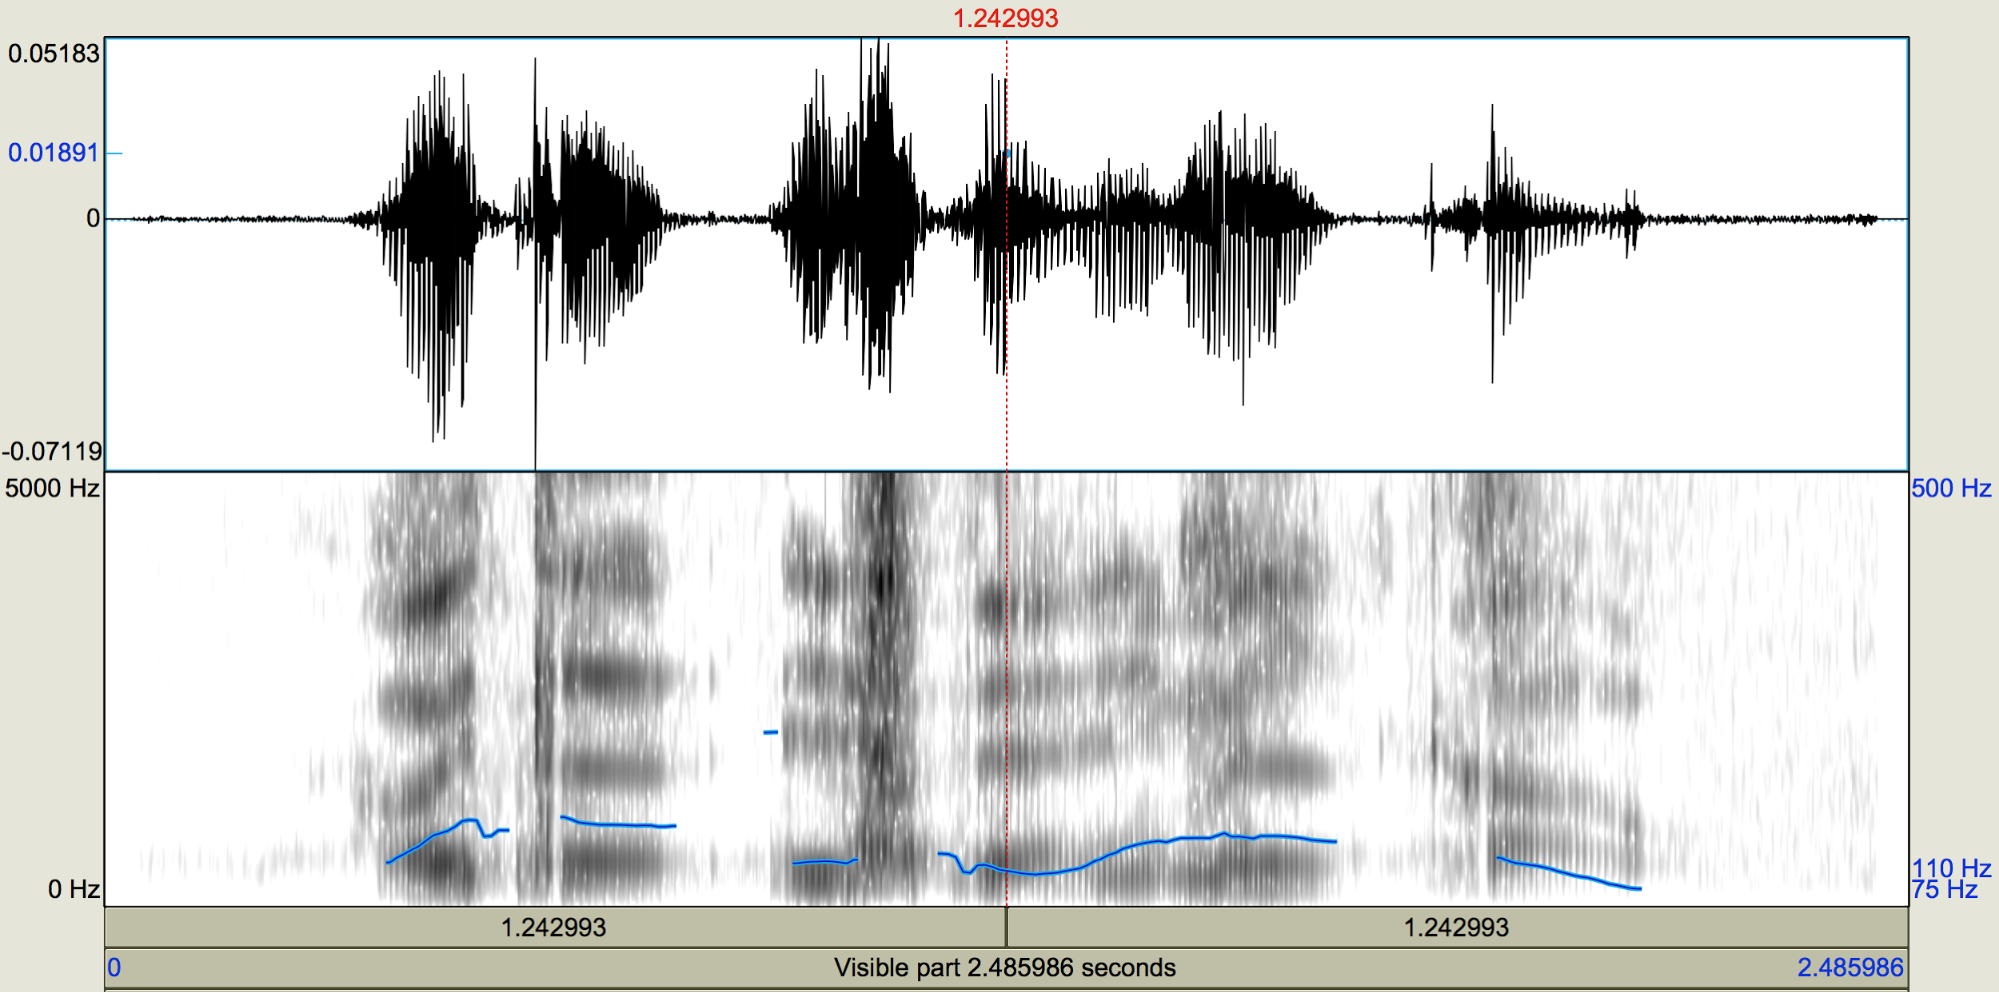 1.242993
0.05183
0.01891
0
-0.07119
5000 Hz
500 Hz
110 Hz
0 Hz
75 Hz
1.242993 1.242993
0 Visible part 2.485986 seconds 2.485986